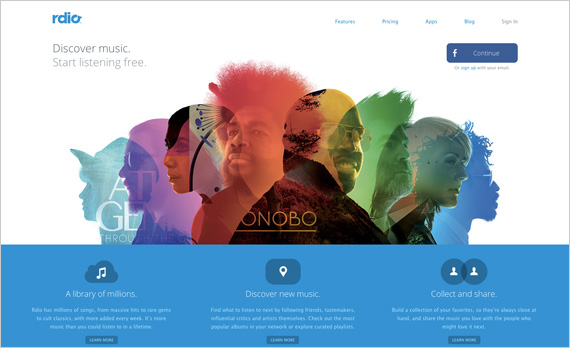 rdio
Features Pricing Apps Blog Sign In
Discover music.
Start listening free.
f Continue
Or sign up with your email.
AT
GE
THROUGH THE
ONOBO
A library of millions.
Discover new music.
Collect and share.
Rdio has millions of songs, from massive hits to rare gems
to cult classics, with more added every week. It's more
music than you could listen to in a lifetime.
LEARN MORE
Find what to listen to next by following friends, tastemakers,
influential critics and artists themselves. Check out the most
popular albums in your network or explore curated playlists.
LEARN MORE
Build a collection of your favorites, so they're always close at
hand, and share the music you love with the people who
might love it next.
LEARN MORE